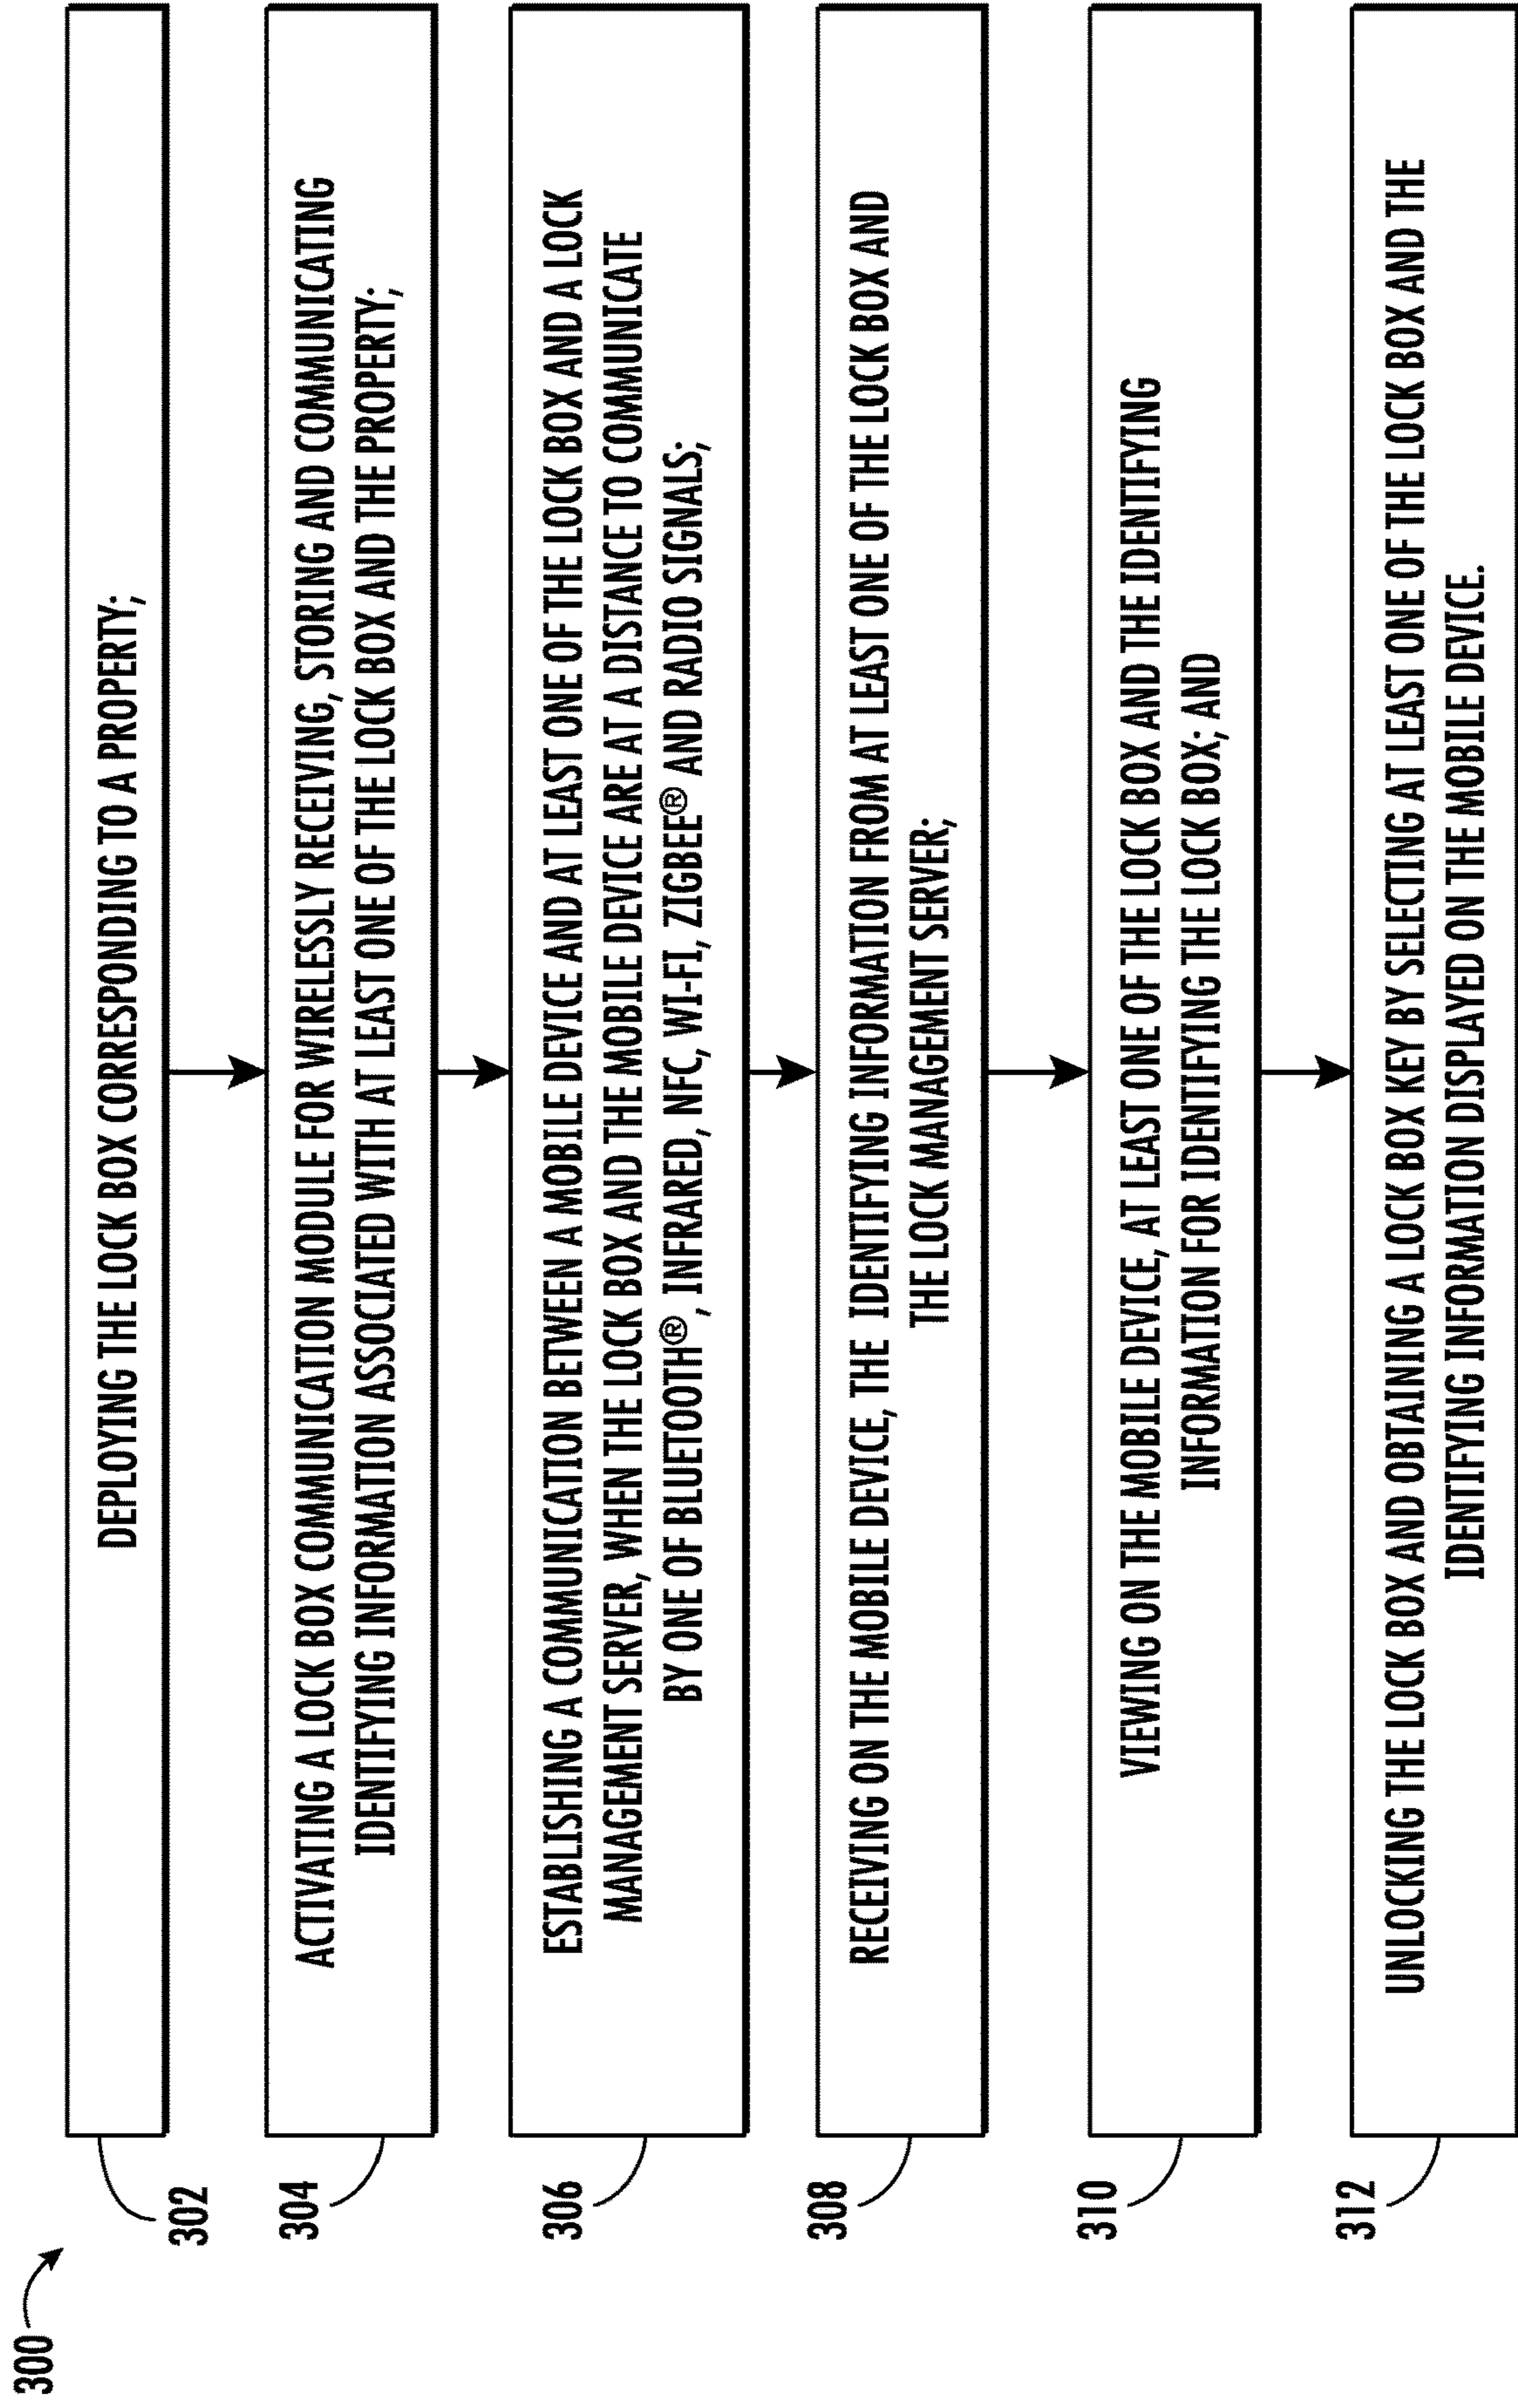 300
302
DEPLOYING THE LOCK BOX CORRESPONDING TO A PROPERTY;
304
ACTIVATING A LOCK BOX COMMUNICATION MODULE FOR WIRELESSLY RECEIVING, STORING AND COMMUNICATING
IDENTIFYING INFORMATION ASSOCIATED WITH AT LEAST ONE OF THE LOCK BOX AND THE PROPERTY;
306
ESTABLISHING A COMMUNICATION BETWEEN A MOBILE DEVICE AND AT LEAST ONE OF THE LOCK BOX AND A LOCK
MANAGEMENT SERVER, WHEN THE LOCK BOX AND THE MOBILE DEVICE ARE AT A DISTANCE TO COMMUNICATE
BY ONE OF BLUETOOTH®, INFRARED, NFC, WI-FI, ZIGBEE® AND RADIO SIGNALS;
308
RECEIVING ON THE MOBILE DEVICE, THE IDENTIFYING INFORMATION FROM AT LEAST ONE OF THE LOCK BOX AND
THE LOCK MANAGEMENT SERVER;
310
VIEWING ON THE MOBILE DEVICE, AT LEAST ONE OF THE LOCK BOX AND THE IDENTIFYING
INFORMATION FOR IDENTIFYING THE LOCK BOX; AND
312
UNLOCKING THE LOCK BOX AND OBTAINING A LOCK BOX KEY BY SELECTING AT LEAST ONE OF THE LOCK BOX AND THE
IDENTIFYING INFORMATION DISPLAYED ON THE MOBILE DEVICE.